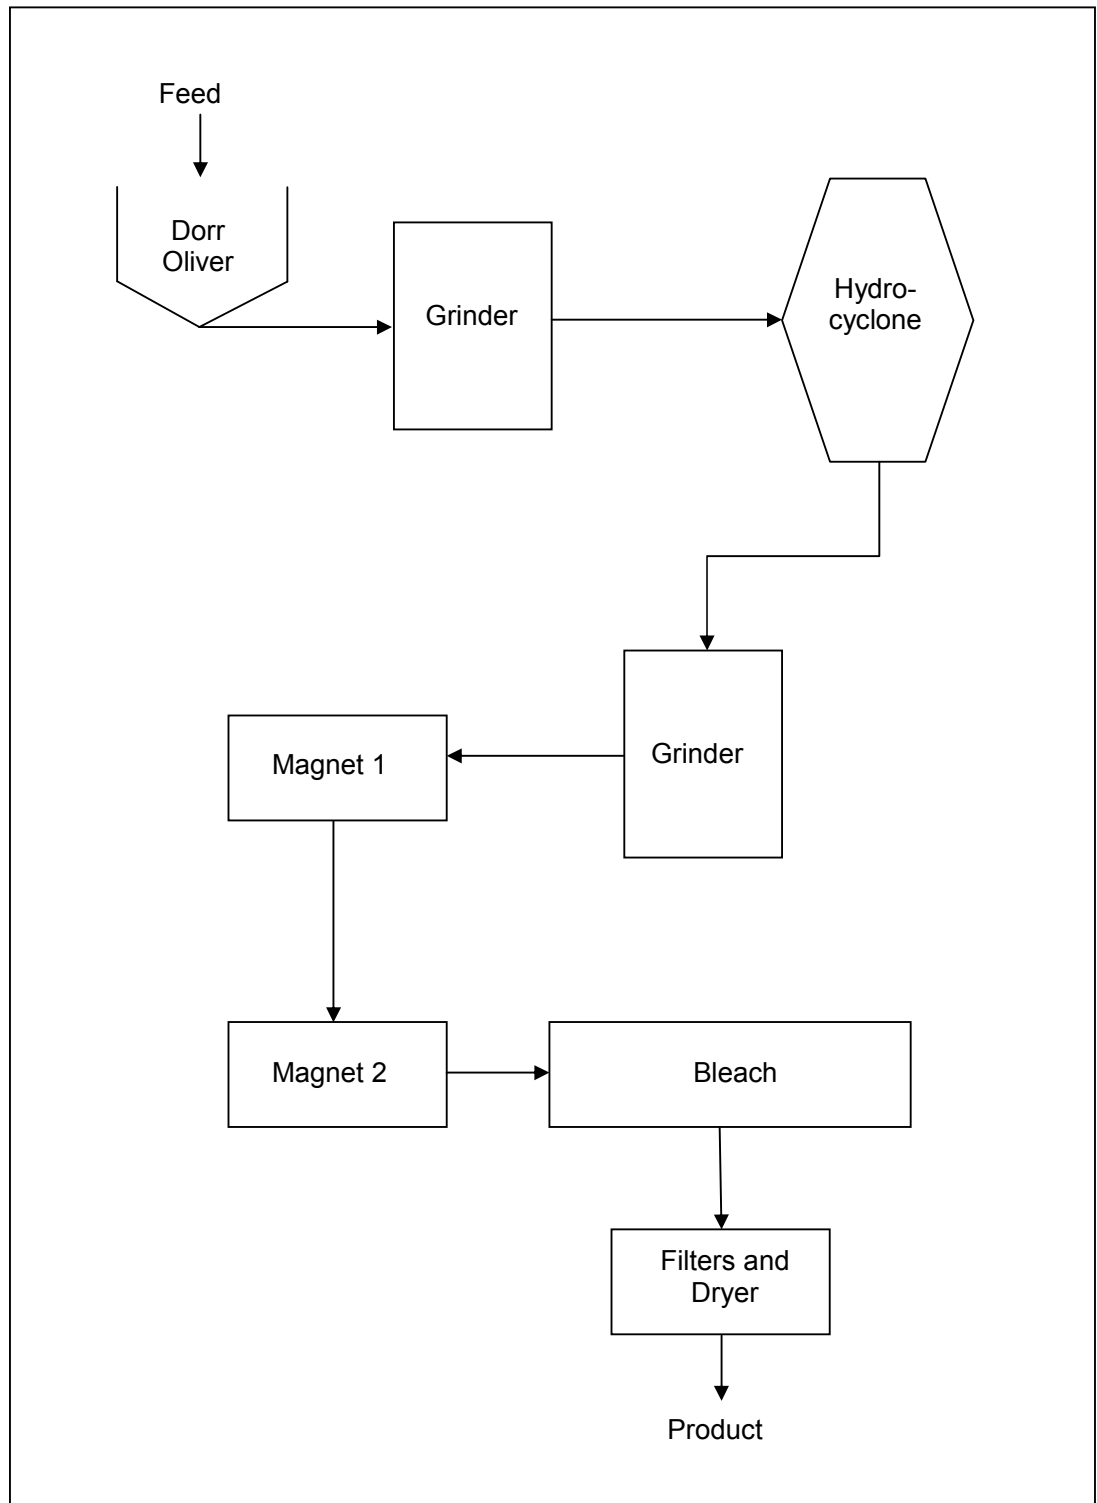 Feed
Dorr
Oliver
Grinder
Hydro-
cyclone
Grinder
Magnet 1
Magnet 2
Bleach
Filters and
Dryer
Product